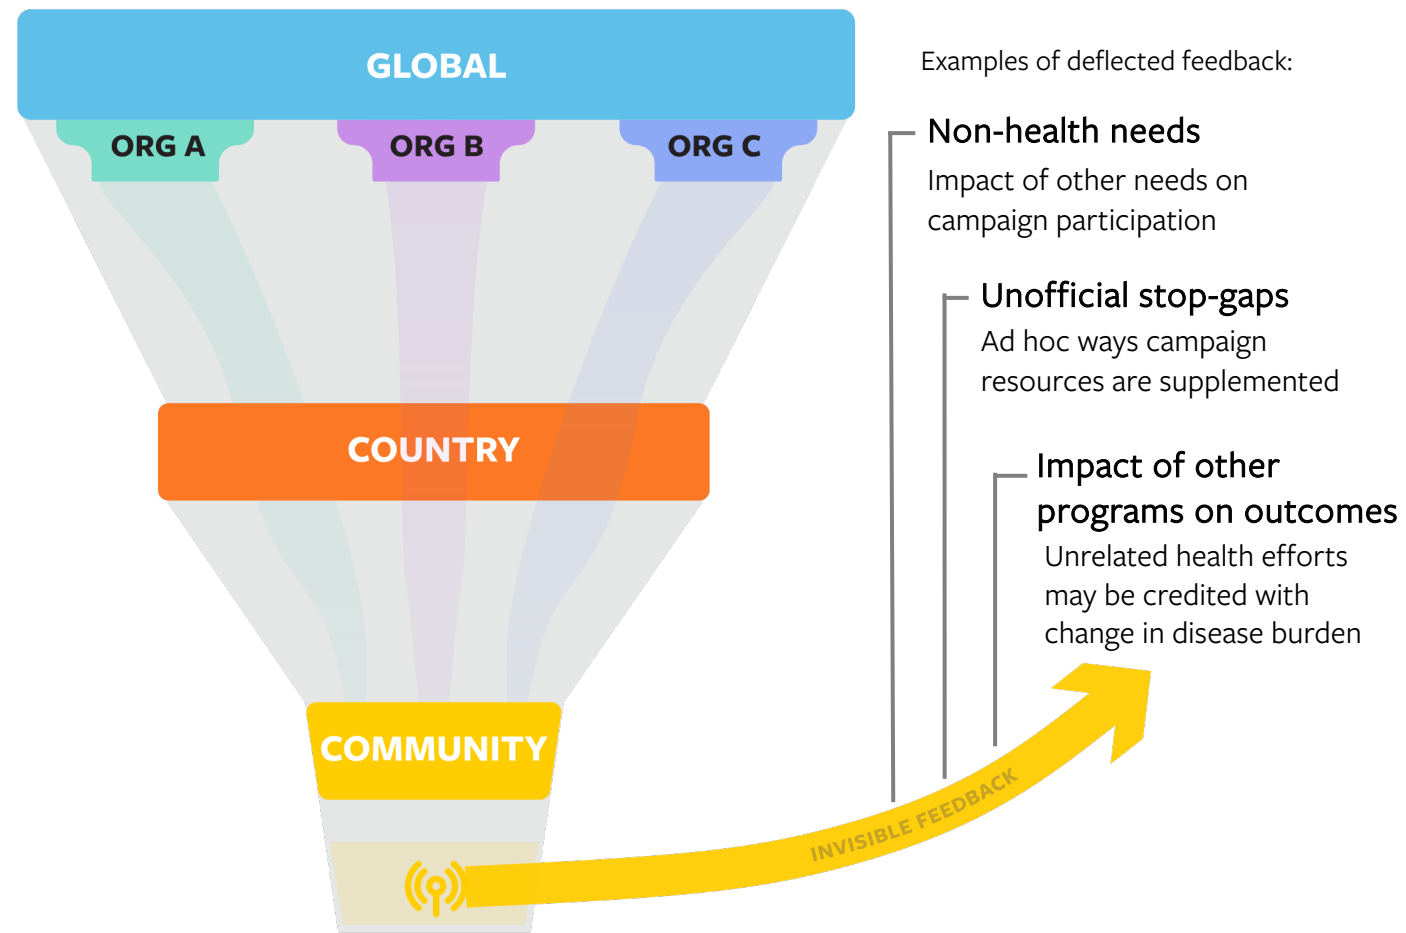 GLOBAL
ORG A
ORG B
ORG C
COUNTRY
COMMUNITY
Examples of deflected feedback:
Non-health needs
Impact of other needs on
campaign participation
Unofficial stop-gaps
Ad hoc ways campaign
resources are supplemented
Impact of other
programs on outcomes
Unrelated health efforts
may be credited with
change in disease burden
INVISIBLE FEEDBACK